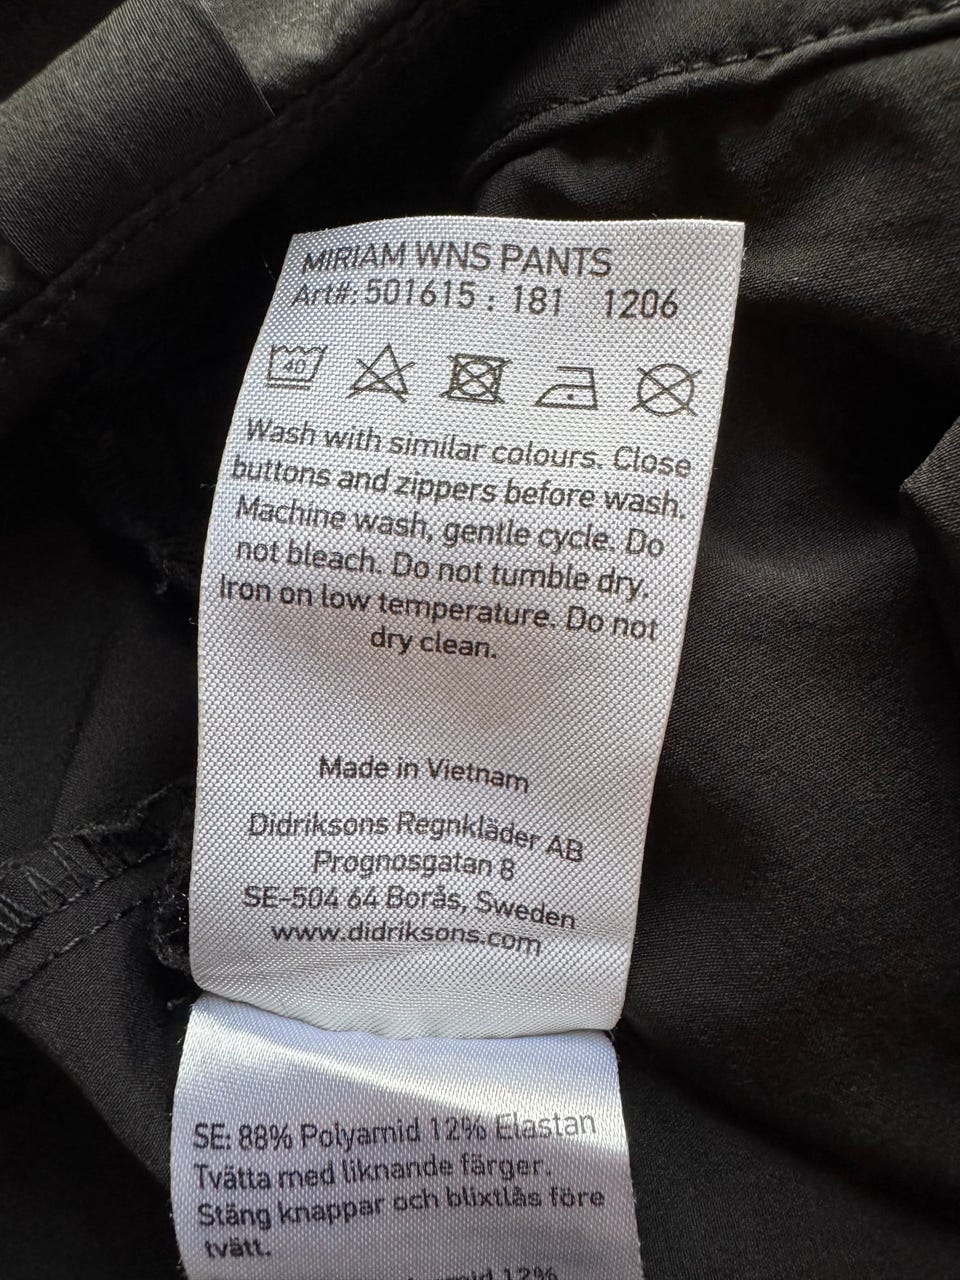 MIRIAM WNS PANTS
Art#: 501615 : 181 1206
40
Wash with similar colours. Close
buttons and zippers before wash.
Machine wash, gentle cycle. Do
not bleach. Do not tumble dry.
Iron on low temperature. Do not
dry clean.
Made in Vietnam
Didriksons Regnkläder AB
Prognosgatan 8
SE-504 64 Borås, Sweden
www.didriksons.com
SE: 88% Polyamid 12% Elastan
Tvätta med liknande färger.
Stäng knappar och blixtlås före
tvätt.
12%